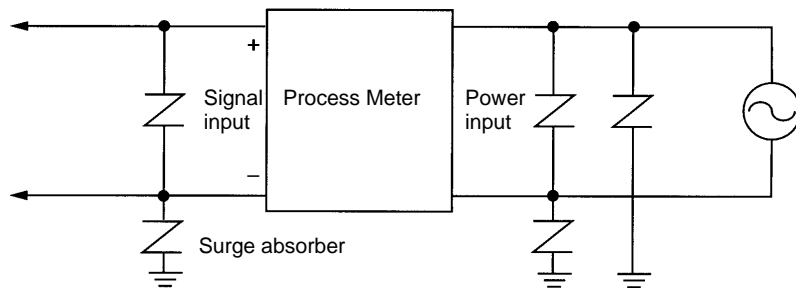 +
Signal
input
Process Meter
Power
input
−
Surge absorber